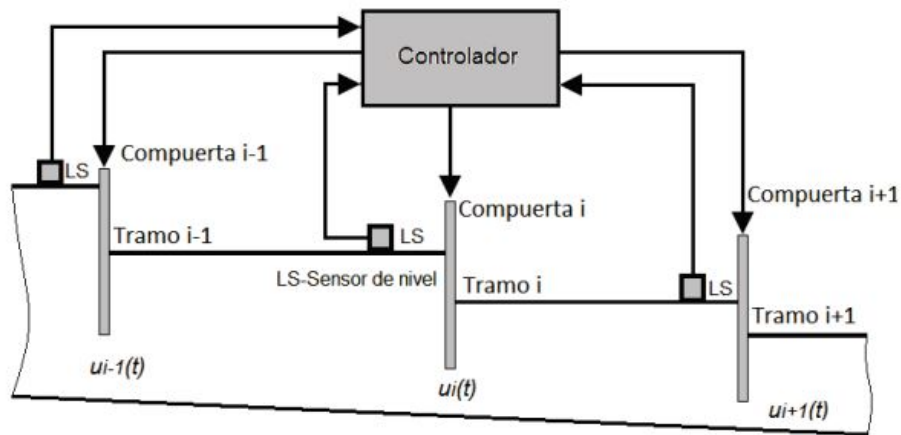 Controlador
LS
Compuerta i-1
Compuerta i+1
Compuerta i
Tramo i-1
LS
LS-Sensor de nivel
Tramo i
LS
Tramo i+1
ui-1(t)
ui(t)
ui+1(t)